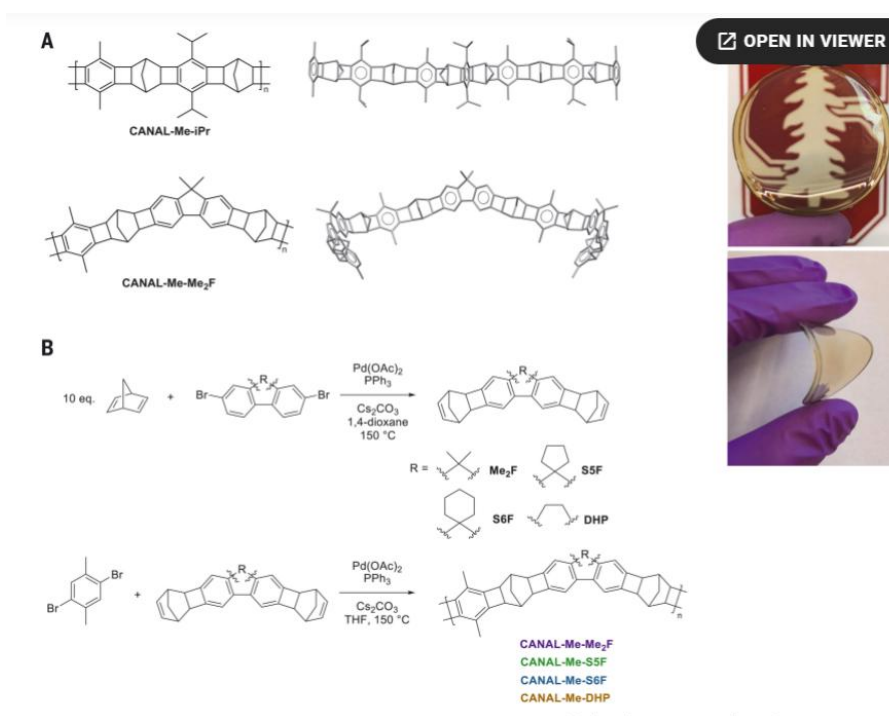 A
OPEN IN VIEWER
n
CANAL-Me-iPr
n
CANAL-Me-Me₂F
B
10 eq.
+
Br
R
Br
Pd(OAc)₂
PPh₃
Cs₂CO₃
1,4-dioxane
150 °C
R
R =
Me₂F
S5F
S6F
DHP
Br
Br
+
R
Pd(OAc)₂
PPh₃
Cs₂CO₃
THF, 150 °C
R
n
CANAL-Me-Me₂F
CANAL-Me-S5F
CANAL-Me-S6F
CANAL-Me-DHP